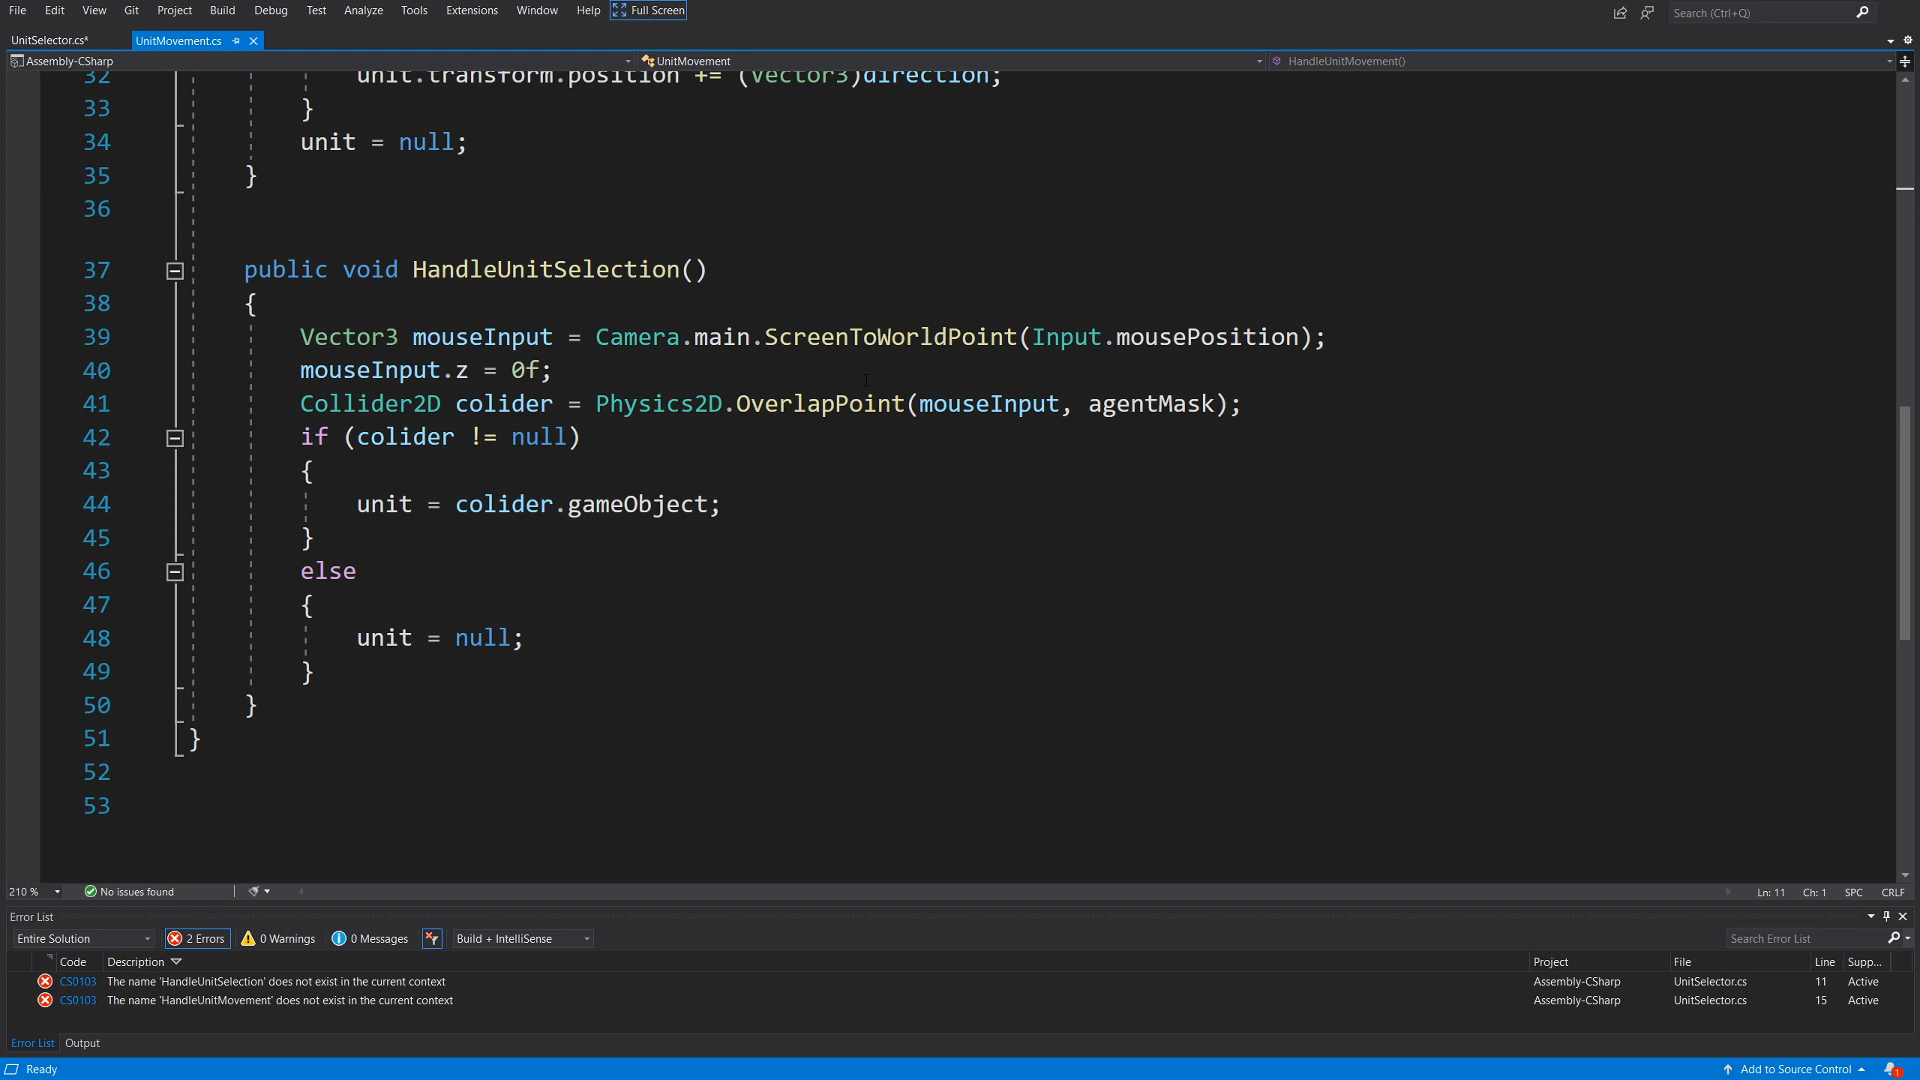 File Edit View Git Project Build Debug Test Analyze Tools Extensions Window Help Full Screen Search (Ctrl+Q)
UnitSelector.cs* UnitMovement.cs
Assembly-CSharp UnitMovement HandleUnitMovement()
32 unit.transform.position += (Vector3)direction;
33 }
34 unit = null;
35 }
36
37 public void HandleUnitSelection()
38 {
39 Vector3 mouseInput = Camera.main.ScreenToWorldPoint(Input.mousePosition);
40 mouseInput.z = 0f;
41 Collider2D colider = Physics2D.OverlapPoint(mouseInput, agentMask);
42 if (colider != null)
43 {
44 unit = colider.gameObject;
45 }
46 else
47 {
48 unit = null;
49 }
50 }
51 }
52
53
210 % No issues found Ln: 11 Ch: 1 SPC CRLF
Error List
Entire Solution 2 Errors 0 Warnings 0 Messages Build + IntelliSense Search Error List
Code Description Project File Line Supp...
CS0103 The name 'HandleUnitSelection' does not exist in the current context Assembly-CSharp UnitSelector.cs 11 Active
CS0103 The name 'HandleUnitMovement' does not exist in the current context Assembly-CSharp UnitSelector.cs 15 Active
Error List Output
Ready Add to Source Control 1